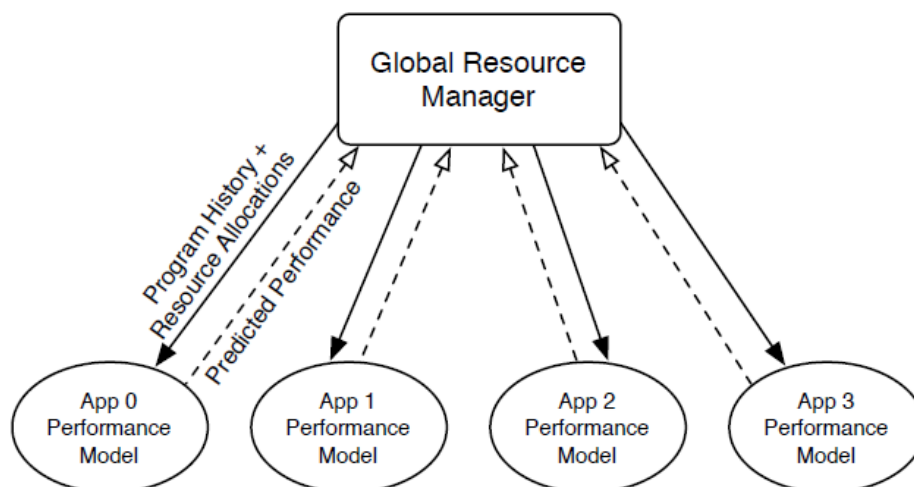 Global Resource
Manager
Program History +
Resource Allocations
Predicted Performance
App 0
Performance
Model
App 1
Performance
Model
App 2
Performance
Model
App 3
Performance
Model